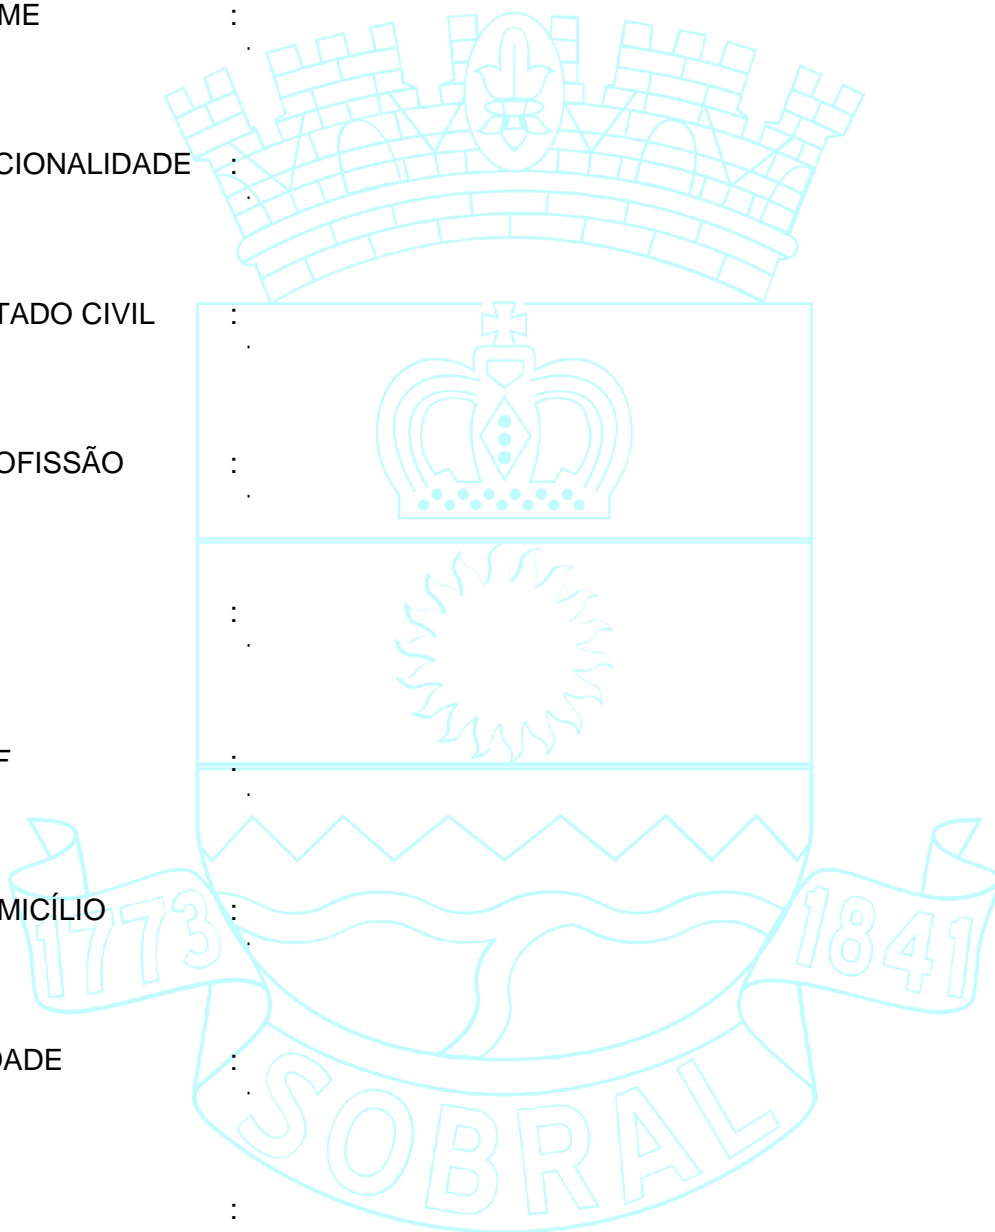 ME :
.
CIONALIDADE :
.
TADO CIVIL :
.
OFISSÃO :
.
:
.
F :
.
MICÍLIO :
.
DADE :
.
:
1773
1841
SOBRAL